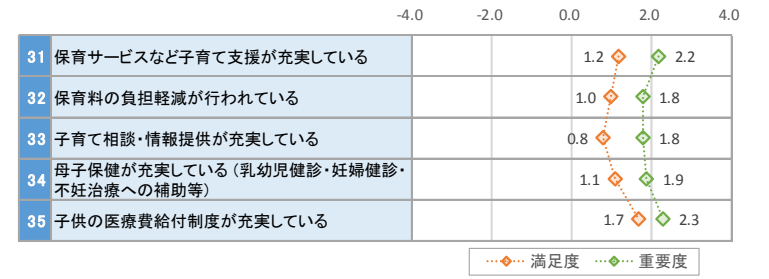 -4.0 -2.0 0.0 2.0 4.0
31 保育サービスなど子育て支援が充実している 1.2 2.2
32 保育料の負担軽減が行われている 1.0 1.8
33 子育て相談・情報提供が充実している 0.8 1.8
34 母子保健が充実している（乳幼児健診・妊婦健診・
不妊治療への補助等） 1.1 1.9
35 子供の医療費給付制度が充実している 1.7 2.3
満足度 重要度